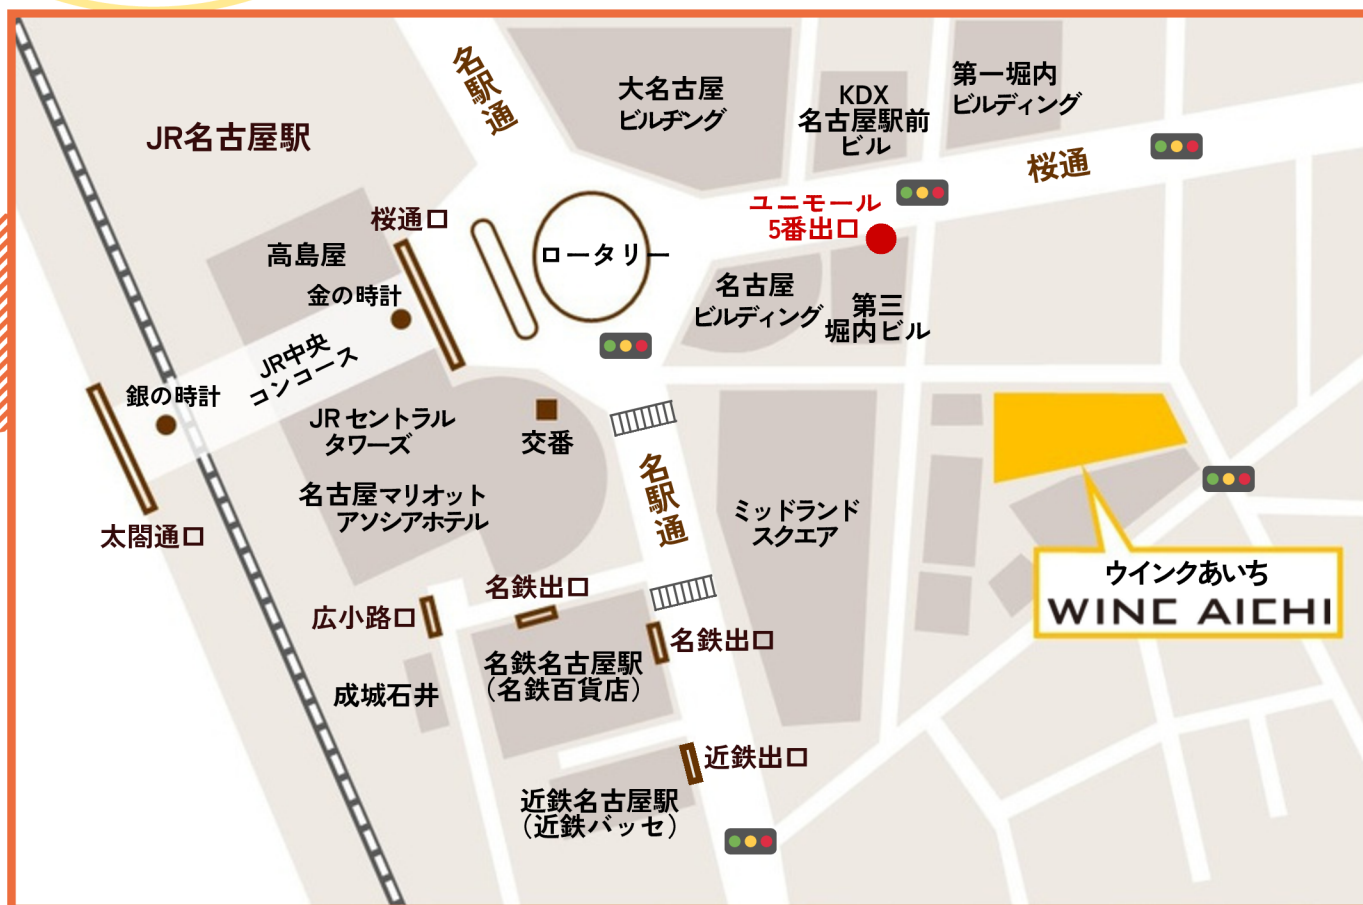 名駅通
大名古屋
ビルヂング
KDX
名古屋駅前
ビル
第一堀内
ビルディング
JR名古屋駅
桜通
桜通口
ユニモール
5番出口
高島屋
ロータリー
金の時計
名古屋
ビルディング
第三
堀内ビル
JR中央
コンコース
銀の時計
JRセントラル
タワーズ
交番
名駅通
名古屋マリオット
アソシアホテル
ミッドランド
スクエア
太閤通口
ウインクあいち
WINC AICHI
広小路口
名鉄出口
名鉄出口
名鉄名古屋駅
(名鉄百貨店)
成城石井
近鉄出口
近鉄名古屋駅
(近鉄パッセ)